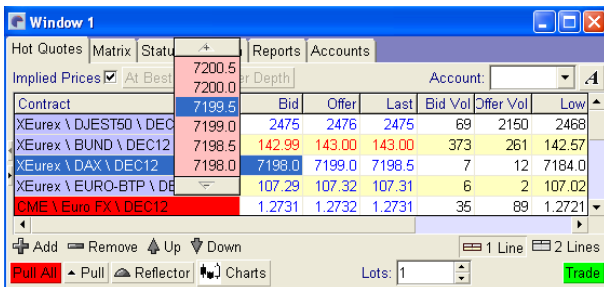 Window 1
Hot Quotes Matrix Statu Reports Accounts
Implied Prices At Best r Depth Account: A
Contract Bid Offer Last Bid Vol Offer Vol Low
7200.5
7200.0
7199.5
7199.0
7198.5
7198.0
XEurex \ DJEST50 \ DEC 2475 2476 2475 69 2150 2468
XEurex \ BUND \ DEC12 142.99 143.00 143.00 373 261 142.57
XEurex \ DAX \ DEC12 7198.0 7199.0 7198.5 7 12 7184.0
XEurex \ EURO-BTP \ DE 107.29 107.32 107.31 6 2 107.02
CME \ Euro FX \ DEC12 1.2731 1.2732 1.2731 35 89 1.2721
Add Remove Up Down 1 Line 2 Lines
Pull All Pull Reflector Charts Lots: 1 Trade